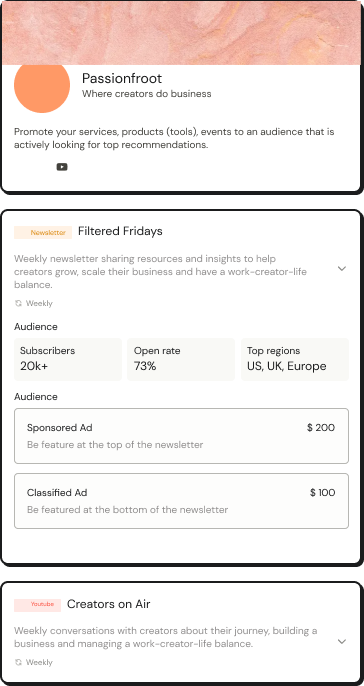 Passionfroot
Where creators do business
Promote your services, products (tools), events to an audience that is
actively looking for top recommendations.
Newsletter
Filtered Fridays
Weekly newsletter sharing resources and insights to help
creators grow, scale their business and have a work-creator-life
balance.
Weekly
Audience
Subscribers
20k+
Open rate
73%
Top regions
US, UK, Europe
Audience
Sponsored Ad
$ 200
Be feature at the top of the newsletter
Classified Ad
$ 100
Be featured at the bottom of the newsletter
Youtube
Creators on Air
Weekly conversations with creators about their journey, building a
business and managing a work-creator-life balance.
Weekly